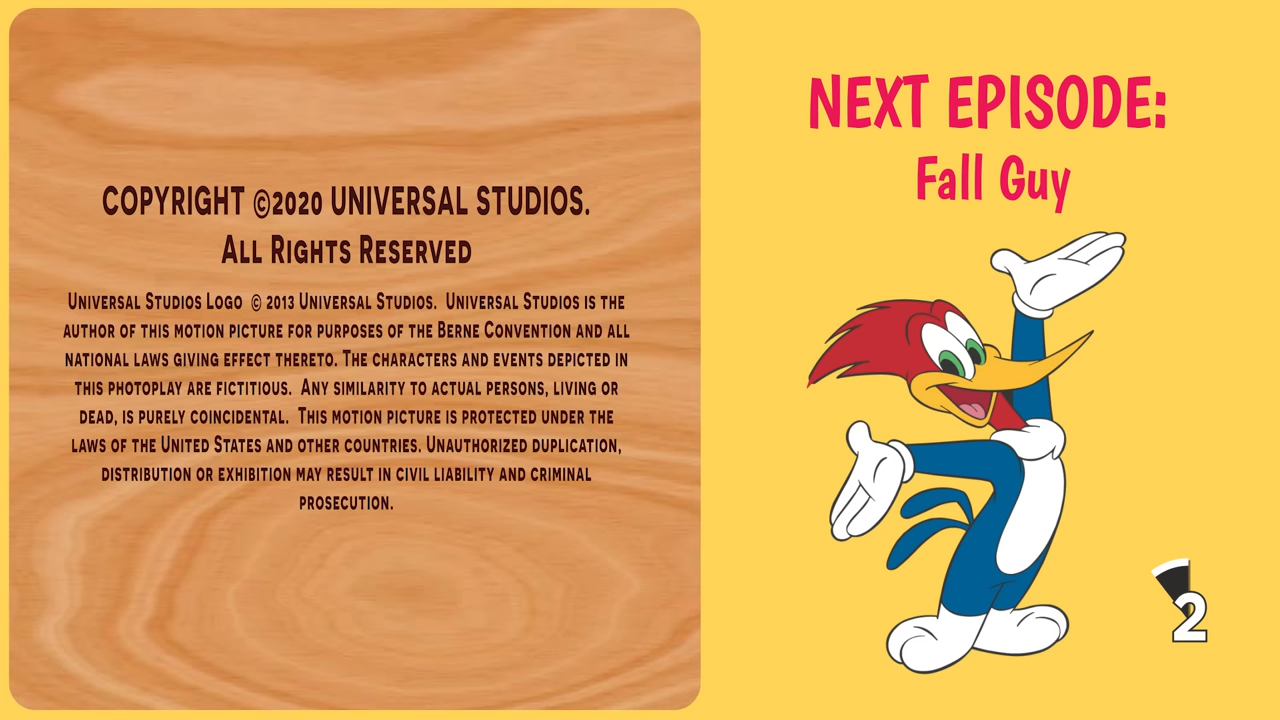 COPYRIGHT ©2020 UNIVERSAL STUDIOS.
ALL RIGHTS RESERVED
UNIVERSAL STUDIOS LOGO © 2013 UNIVERSAL STUDIOS. UNIVERSAL STUDIOS IS THE
AUTHOR OF THIS MOTION PICTURE FOR PURPOSES OF THE BERNE CONVENTION AND ALL
NATIONAL LAWS GIVING EFFECT THERETO. THE CHARACTERS AND EVENTS DEPICTED IN
THIS PHOTOPLAY ARE FICTITIOUS. ANY SIMILARITY TO ACTUAL PERSONS, LIVING OR
DEAD, IS PURELY COINCIDENTAL. THIS MOTION PICTURE IS PROTECTED UNDER THE
LAWS OF THE UNITED STATES AND OTHER COUNTRIES. UNAUTHORIZED DUPLICATION,
DISTRIBUTION OR EXHIBITION MAY RESULT IN CIVIL LIABILITY AND CRIMINAL
PROSECUTION.
NEXT EPISODE:
Fall Guy
2